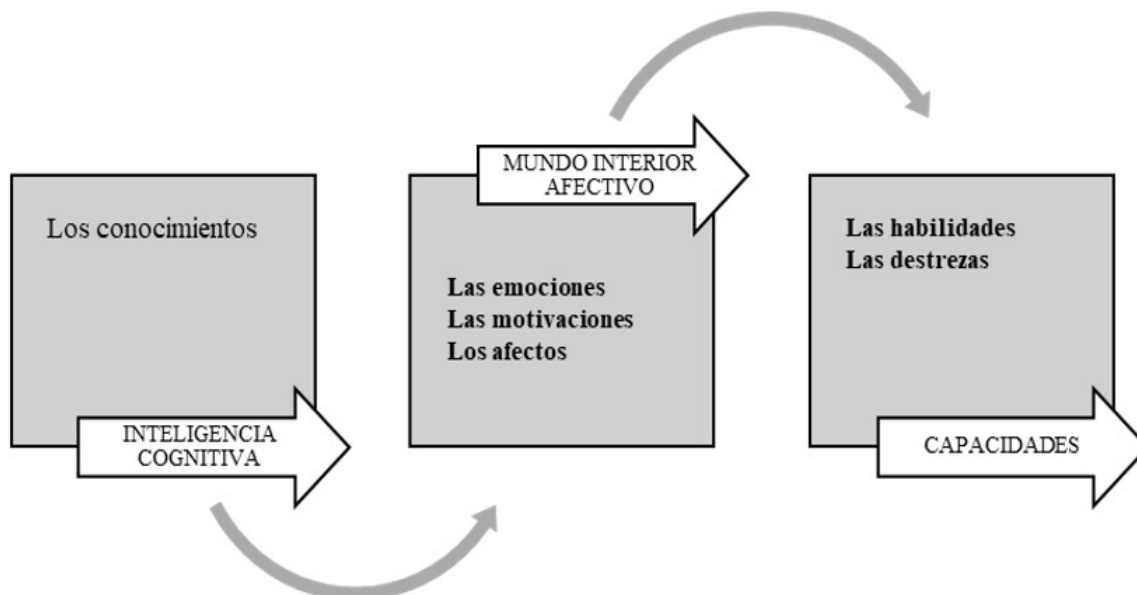 Los conocimientos
INTELIGENCIA
COGNITIVA
MUNDO INTERIOR
AFECTIVO
Las emociones
Las motivaciones
Los afectos
Las habilidades
Las destrezas
CAPACIDADES